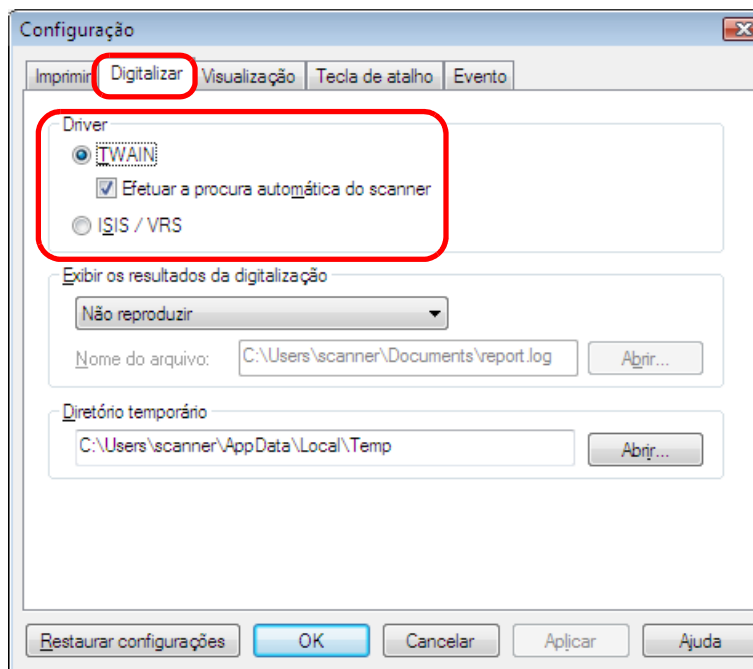 Configuração
Imprimir Digitalizar Visualização Tecla de atalho Evento
Driver
TWAIN
Efetuar a procura automática do scanner
ISIS / VRS
Exibir os resultados da digitalização
Não reproduzir
Nome do arquivo: C:\Users\scanner\Documents\report.log Abrir...
Diretório temporário
C:\Users\scanner\AppData\Local\Temp Abrir...
Restaurar configurações OK Cancelar Aplicar Ajuda